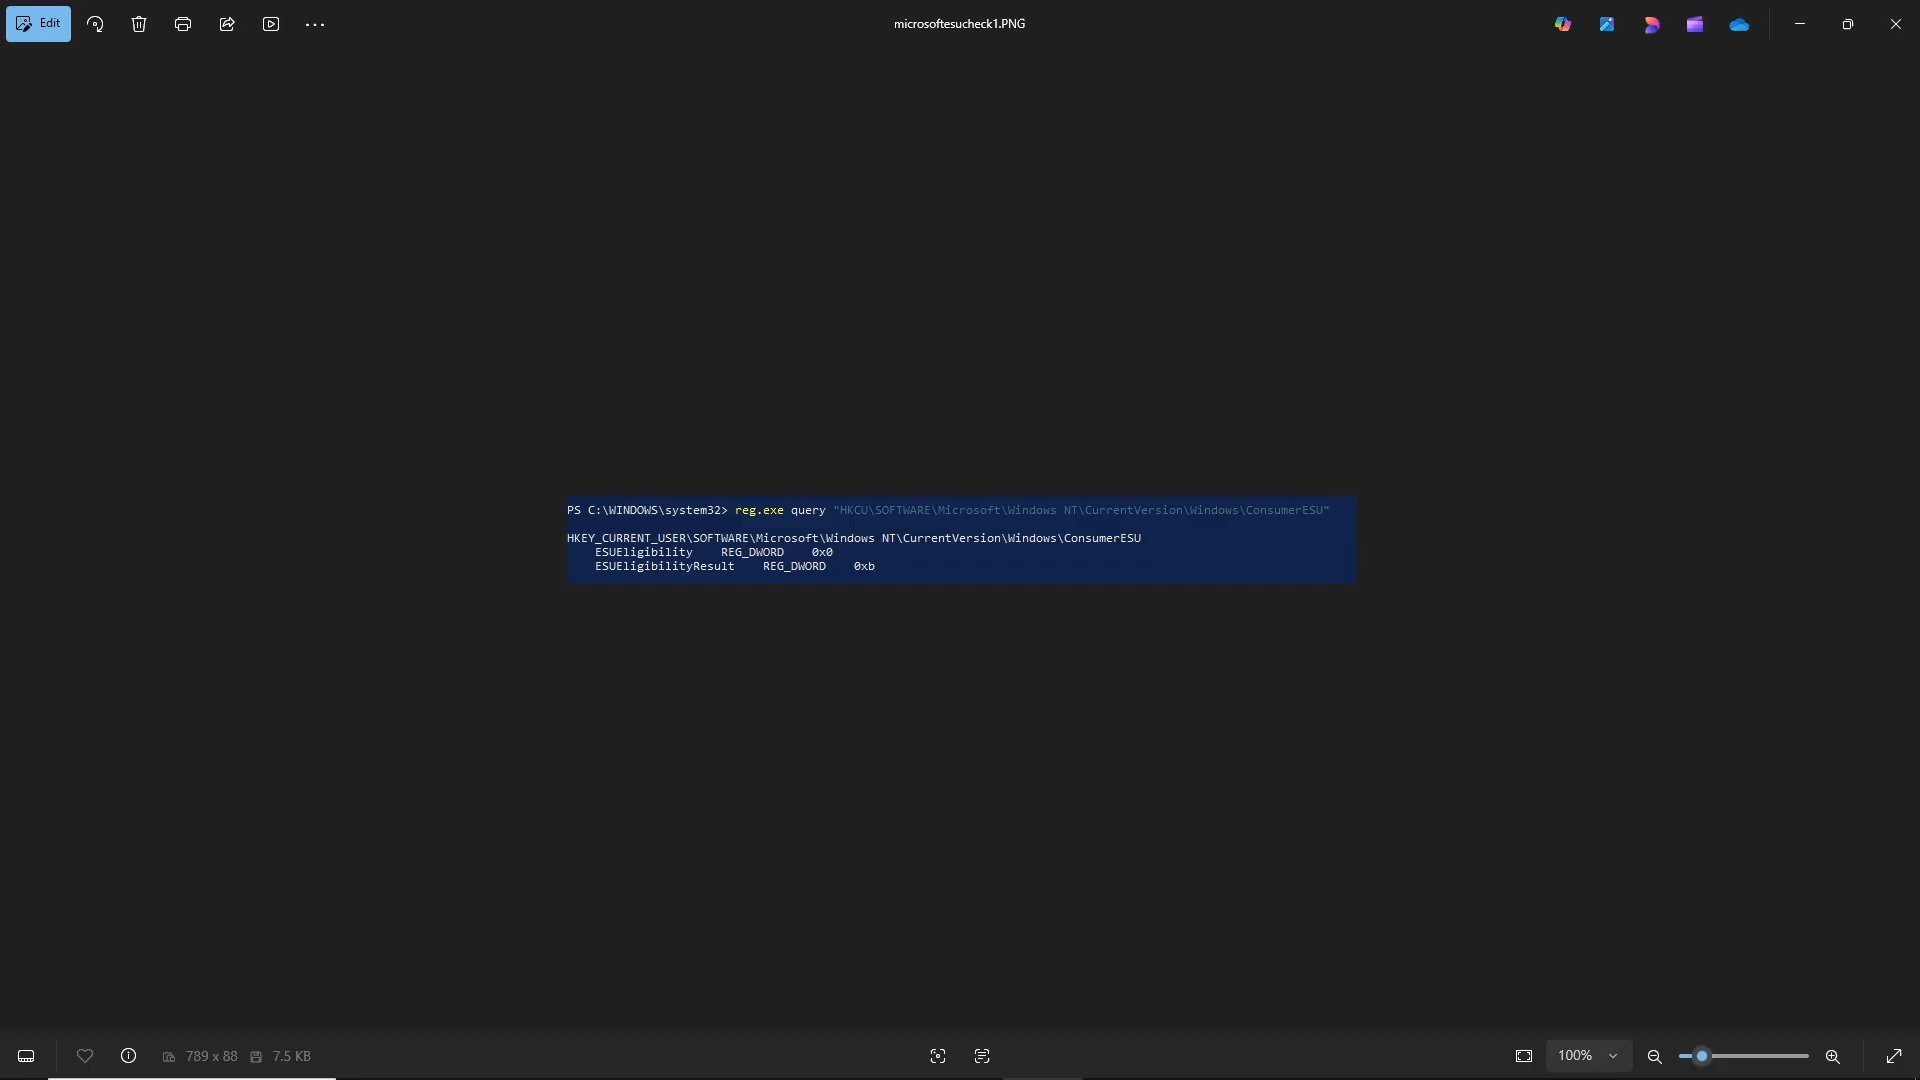 Edit
microsoftesucheck1.PNG
PS C:\WINDOWS\system32> reg.exe query "HKCU\SOFTWARE\Microsoft\Windows NT\CurrentVersion\Windows\ConsumerESU"
HKEY_CURRENT_USER\SOFTWARE\Microsoft\Windows NT\CurrentVersion\Windows\ConsumerESU
ESUEligibility    REG_DWORD    0x0
ESUEligibilityResult    REG_DWORD    0xb
789 x 88 7.5 KB 100%